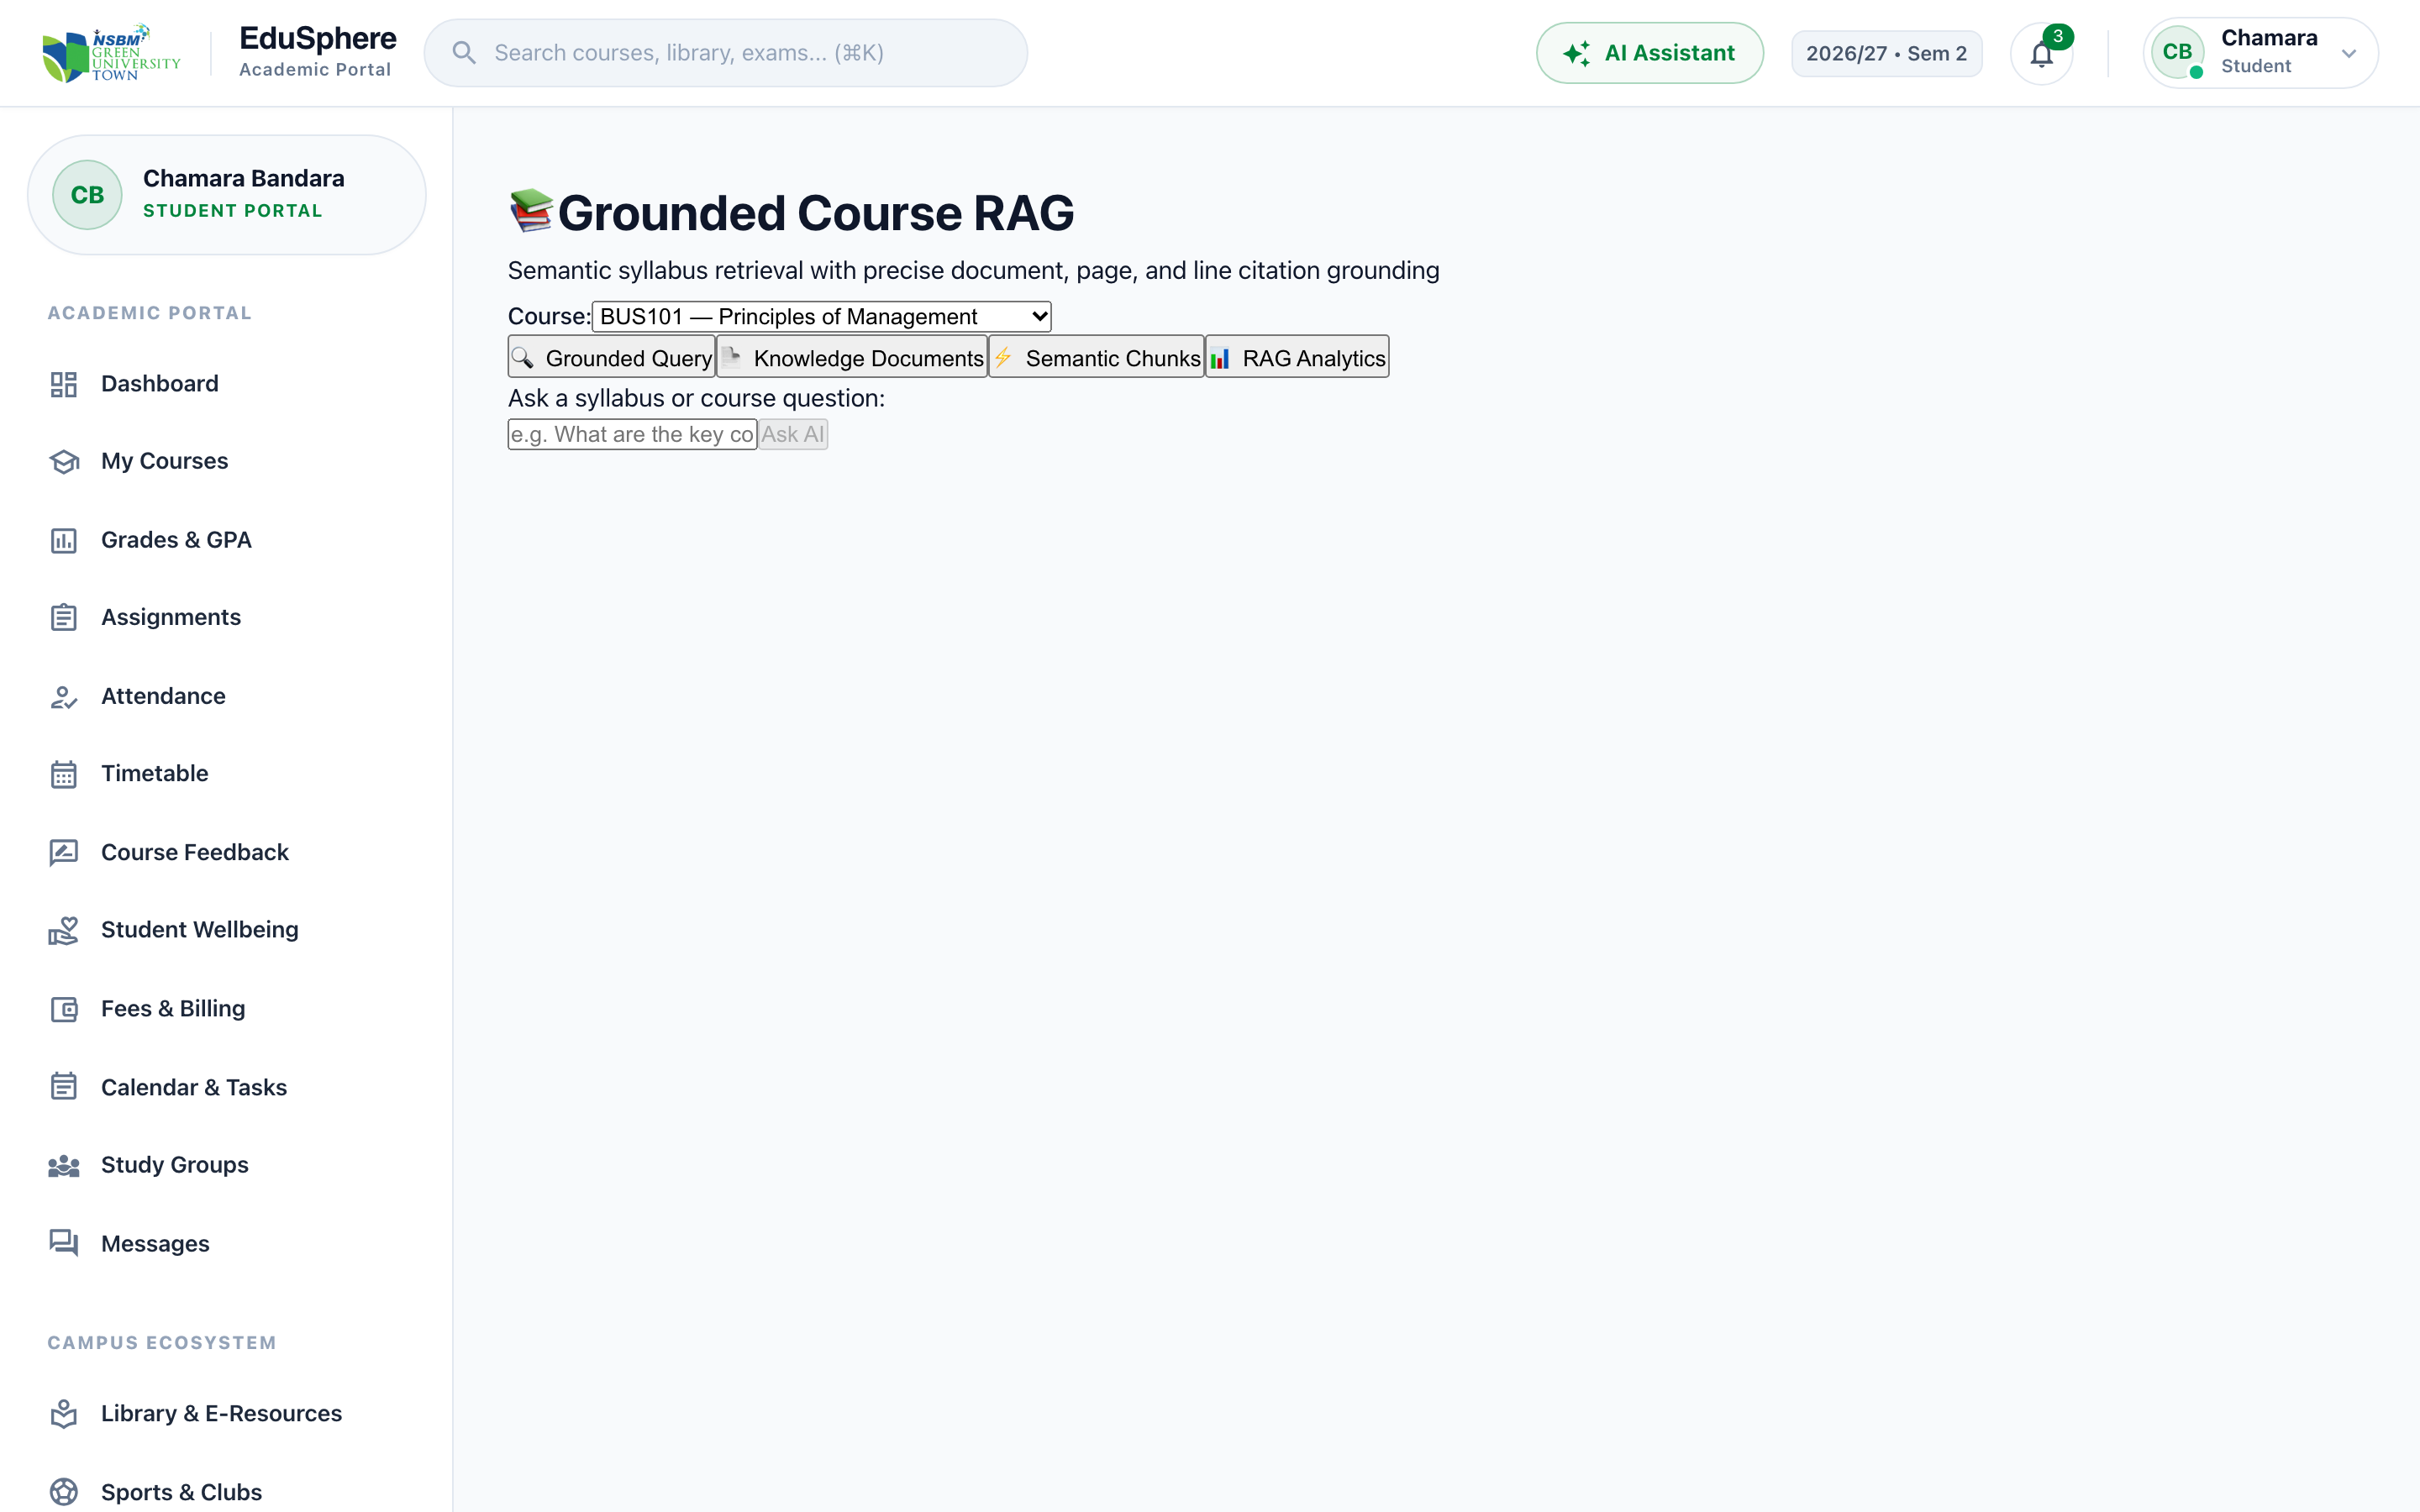 NSBM
GREEN
UNIVERSITY
TOWN
EduSphere
Academic Portal
Search courses, library, exams... (⌘K)
AI Assistant
2026/27 • Sem 2
3
CB
Chamara
Student
CB
Chamara Bandara
STUDENT PORTAL
ACADEMIC PORTAL
Dashboard
My Courses
Grades & GPA
Assignments
Attendance
Timetable
Course Feedback
Student Wellbeing
Fees & Billing
Calendar & Tasks
Study Groups
Messages
CAMPUS ECOSYSTEM
Library & E-Resources
Sports & Clubs
📚Grounded Course RAG
Semantic syllabus retrieval with precise document, page, and line citation grounding
Course: BUS101 — Principles of Management
🔍 Grounded Query 📄 Knowledge Documents ⚡ Semantic Chunks 📊 RAG Analytics
Ask a syllabus or course question:
e.g. What are the key co Ask AI